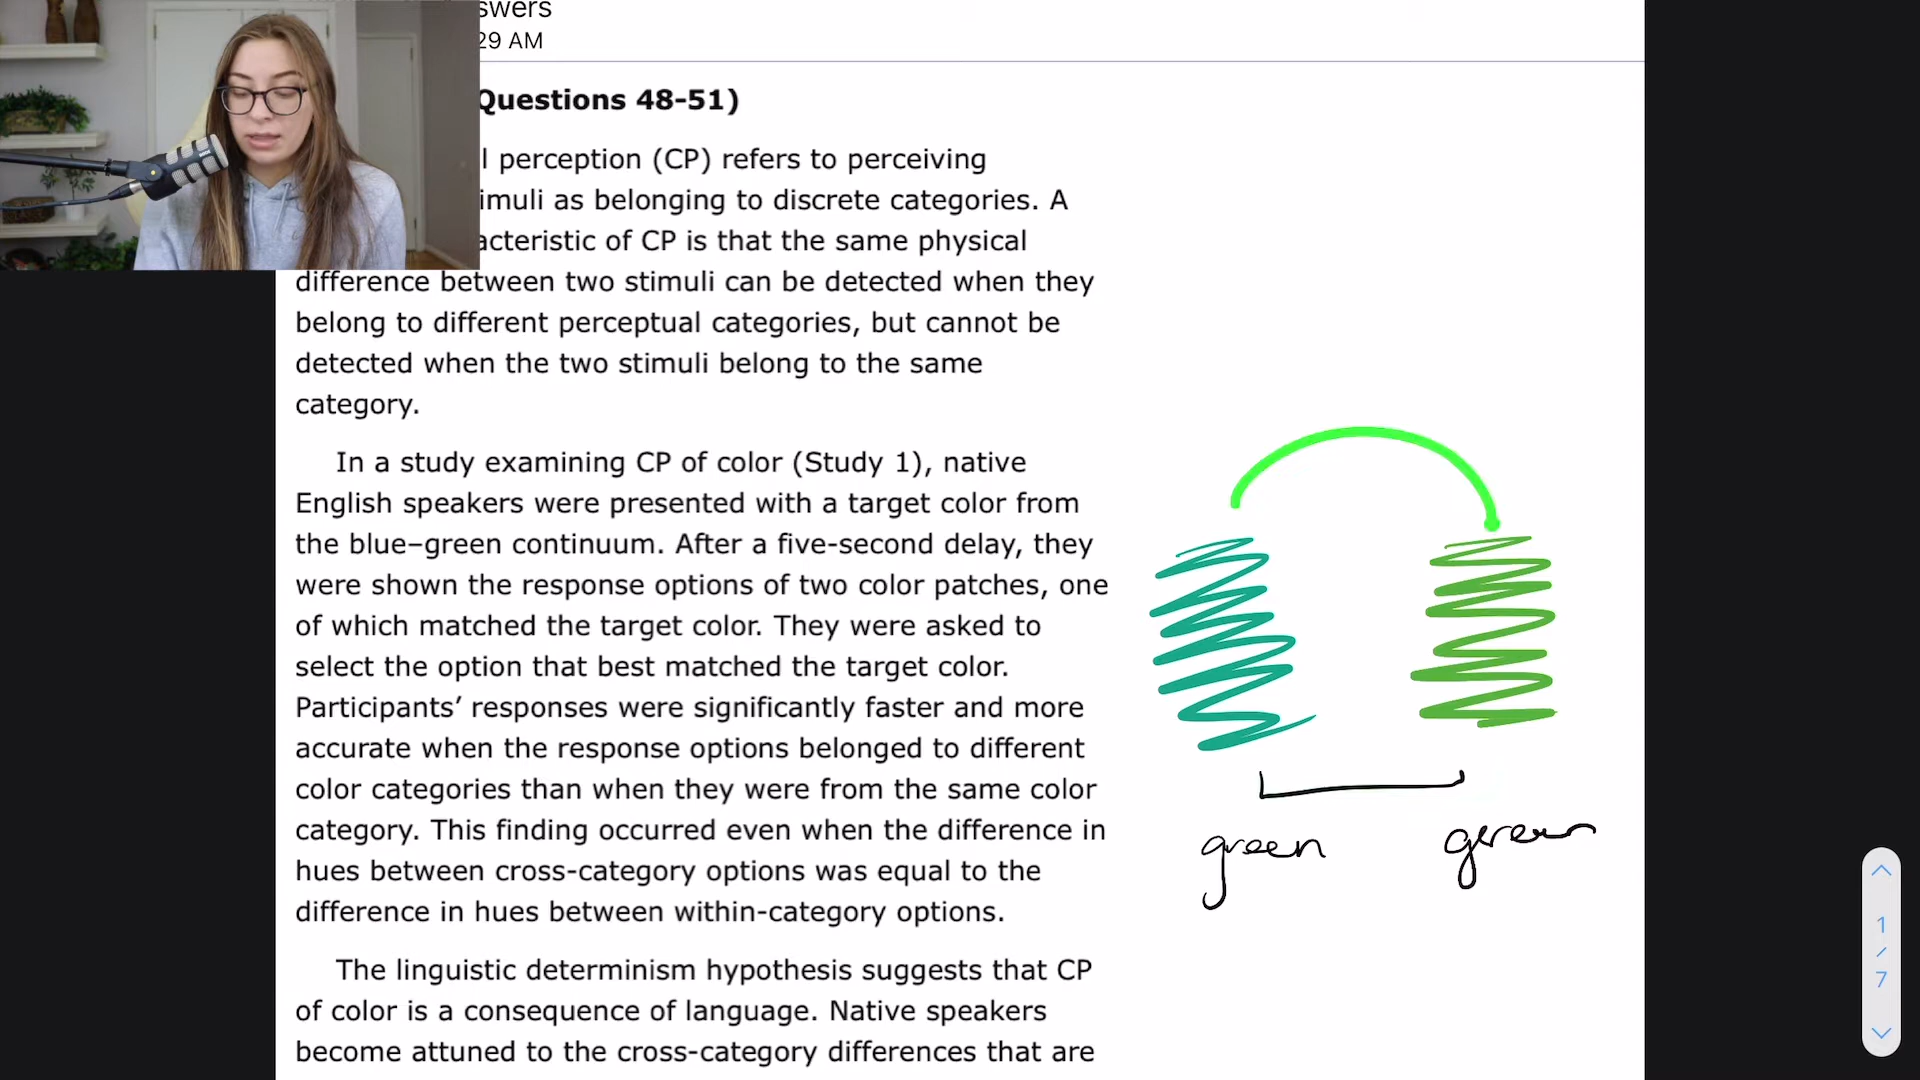 swers
29 AM
Questions 48-51)
l perception (CP) refers to perceiving
imuli as belonging to discrete categories. A
acteristic of CP is that the same physical
difference between two stimuli can be detected when they
belong to different perceptual categories, but cannot be
detected when the two stimuli belong to the same
category.
In a study examining CP of color (Study 1), native
English speakers were presented with a target color from
the blue–green continuum. After a five-second delay, they
were shown the response options of two color patches, one
of which matched the target color. They were asked to
select the option that best matched the target color.
Participants’ responses were significantly faster and more
accurate when the response options belonged to different
color categories than when they were from the same color
category. This finding occurred even when the difference in
hues between cross-category options was equal to the
difference in hues between within-category options.
The linguistic determinism hypothesis suggests that CP
of color is a consequence of language. Native speakers
become attuned to the cross-category differences that are
green green
1
/
7